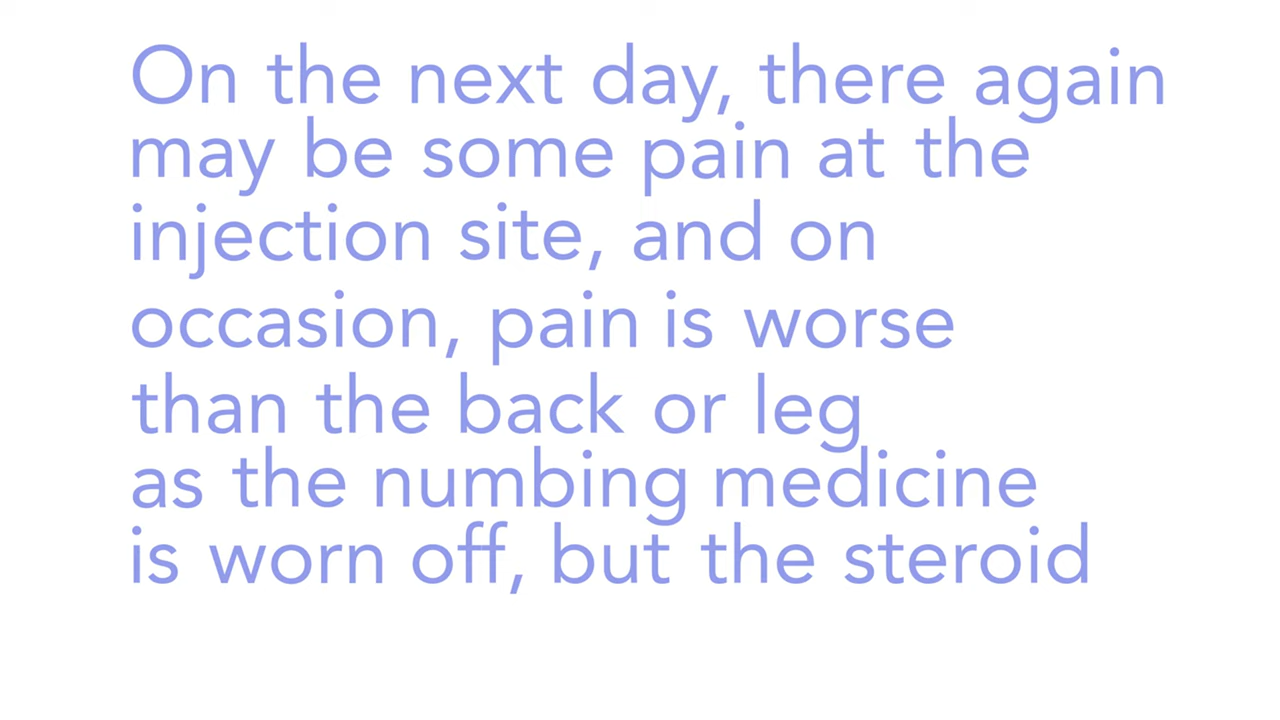 On the next day, there again
may be some pain at the
injection site, and on
occasion, pain is worse
than the back or leg
as the numbing medicine
is worn off, but the steroid